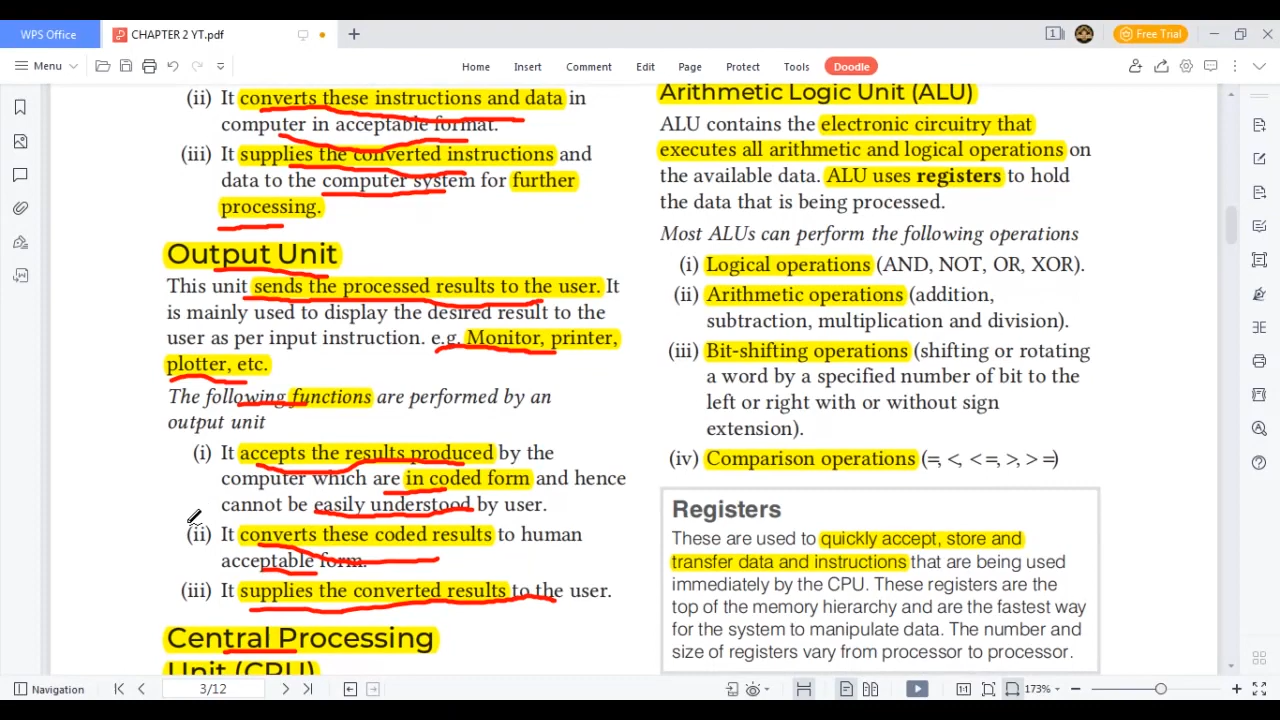 WPS Office
CHAPTER 2 YT.pdf
1
Free Trial
Menu
Home Insert Comment Edit Page Protect Tools Doodle
(ii) It converts these instructions and data in
computer in acceptable format.
(iii) It supplies the converted instructions and
data to the computer system for further
processing.
Output Unit
This unit sends the processed results to the user. It
is mainly used to display the desired result to the
user as per input instruction. e.g. Monitor, printer,
plotter, etc.
The following functions are performed by an
output unit
(i) It accepts the results produced by the
computer which are in coded form and hence
cannot be easily understood by user.
(ii) It converts these coded results to human
acceptable form.
(iii) It supplies the converted results to the user.
Central Processing
Unit (CPU)
Arithmetic Logic Unit (ALU)
ALU contains the electronic circuitry that
executes all arithmetic and logical operations on
the available data. ALU uses registers to hold
the data that is being processed.
Most ALUs can perform the following operations
(i) Logical operations (AND, NOT, OR, XOR).
(ii) Arithmetic operations (addition,
subtraction, multiplication and division).
(iii) Bit-shifting operations (shifting or rotating
a word by a specified number of bit to the
left or right with or without sign
extension).
(iv) Comparison operations (=, <, <=, >, >=)
Registers
These are used to quickly accept, store and
transfer data and instructions that are being used
immediately by the CPU. These registers are the
top of the memory hierarchy and are the fastest way
for the system to manipulate data. The number and
size of registers vary from processor to processor.
Navigation
3/12
1:1
173%